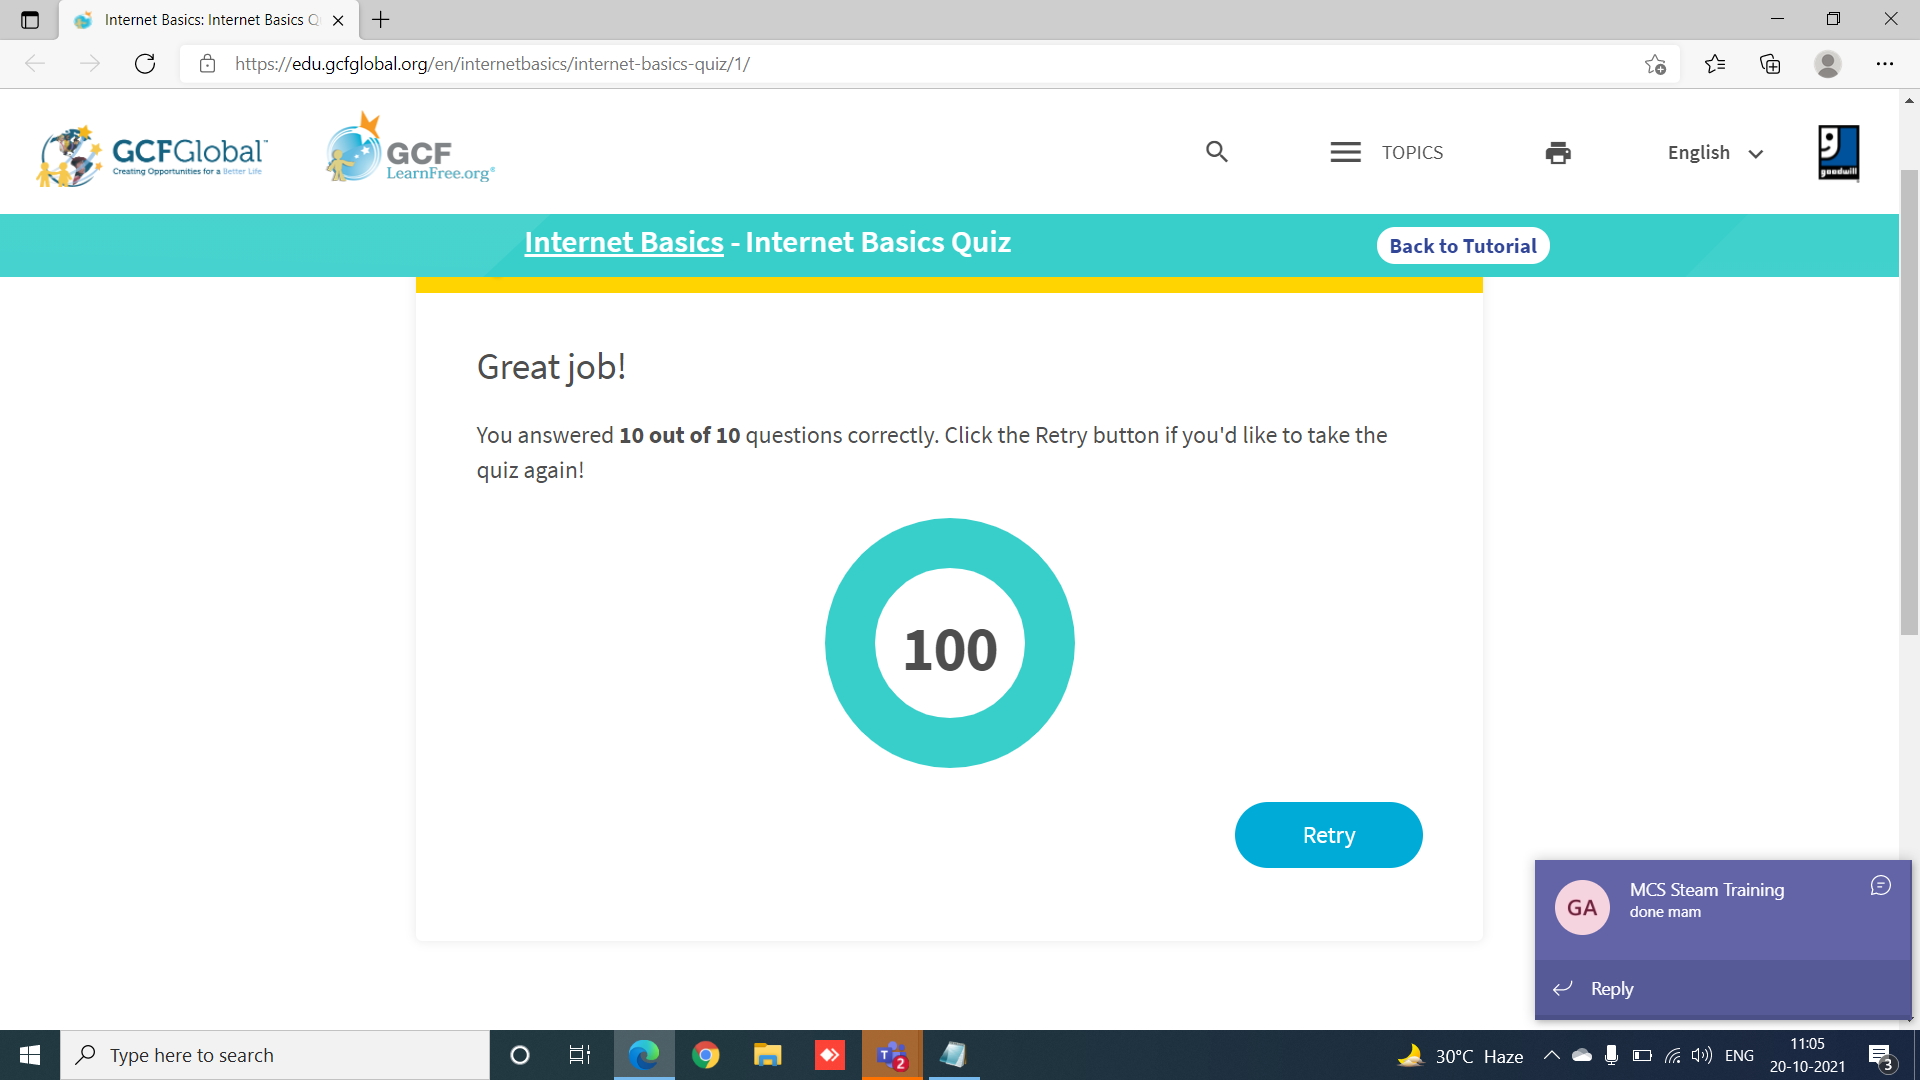 Internet Basics: Internet Basics Q
https://edu.gcfglobal.org/en/internetbasics/internet-basics-quiz/1/
GCFGlobal™
Creating Opportunities for a Better Life
GCF
LearnFree.org®
TOPICS
English
goodwill
Internet Basics - Internet Basics Quiz
Back to Tutorial
Great job!
You answered 10 out of 10 questions correctly. Click the Retry button if you'd like to take the
quiz again!
100
Retry
GA
MCS Steam Training
done mam
Reply
Type here to search
2
30°C Haze
ENG
11:05
20-10-2021
3